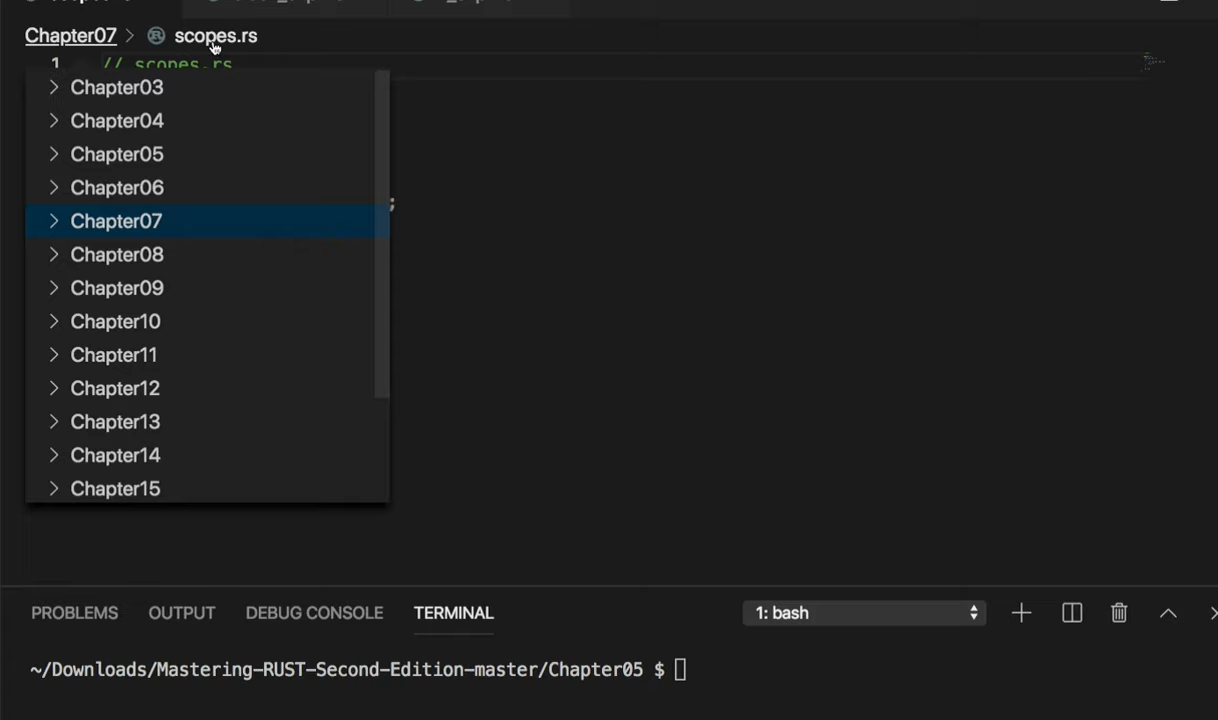 Chapter07 > scopes.rs
1 // scopes.rs
> Chapter03
> Chapter04
> Chapter05
> Chapter06
;
> Chapter07
> Chapter08
> Chapter09
> Chapter10
> Chapter11
> Chapter12
> Chapter13
> Chapter14
> Chapter15
PROBLEMS OUTPUT DEBUG CONSOLE TERMINAL 1: bash
~/Downloads/Mastering-RUST-Second-Edition-master/Chapter05 $